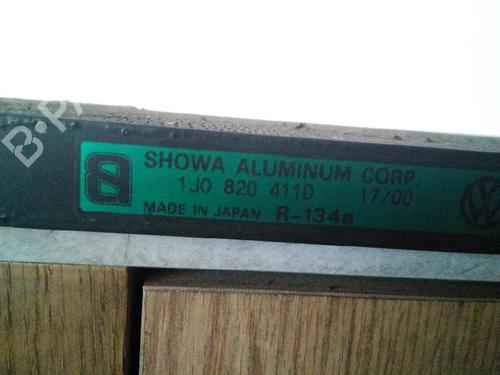 SHOWA ALUMINUM CORP.
1J0 820 411D 17/00
MADE IN JAPAN R-134a